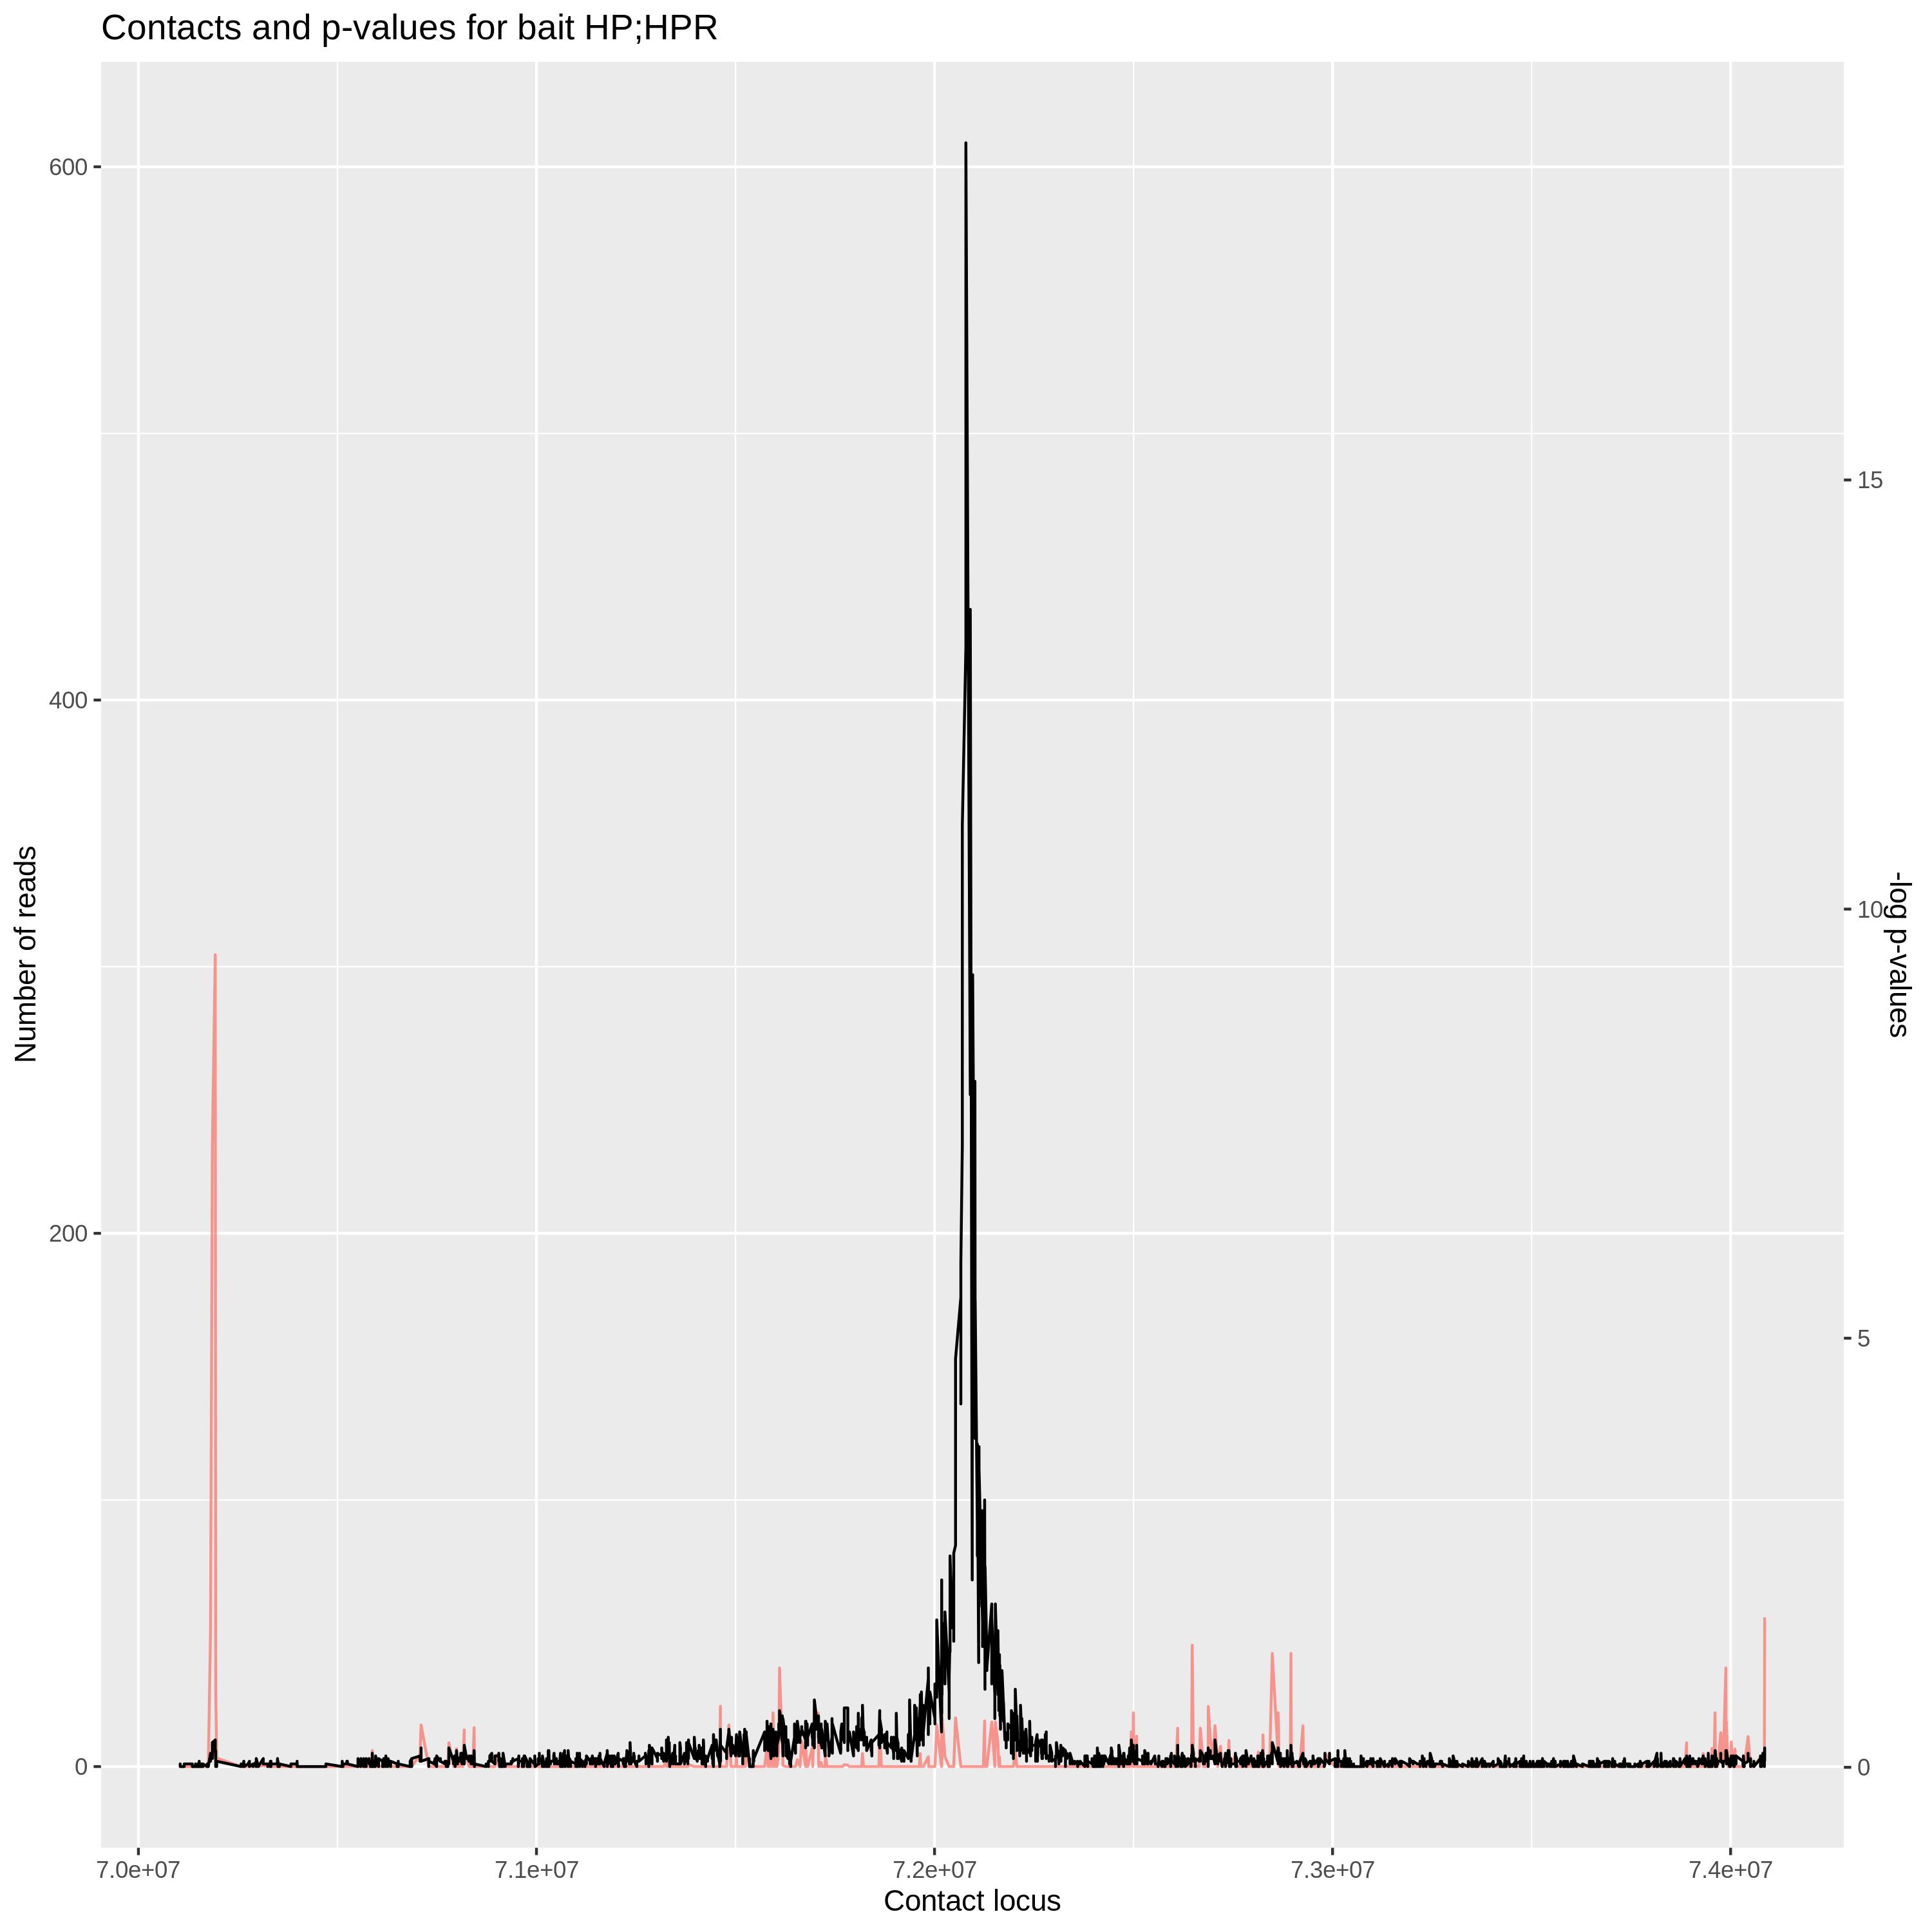 Contacts and p-values for bait HP;HPR
600
400
200
0
Number of reads
15
10
5
0
-log p-values
7.0e+07
7.1e+07
7.2e+07
7.3e+07
7.4e+07
Contact locus